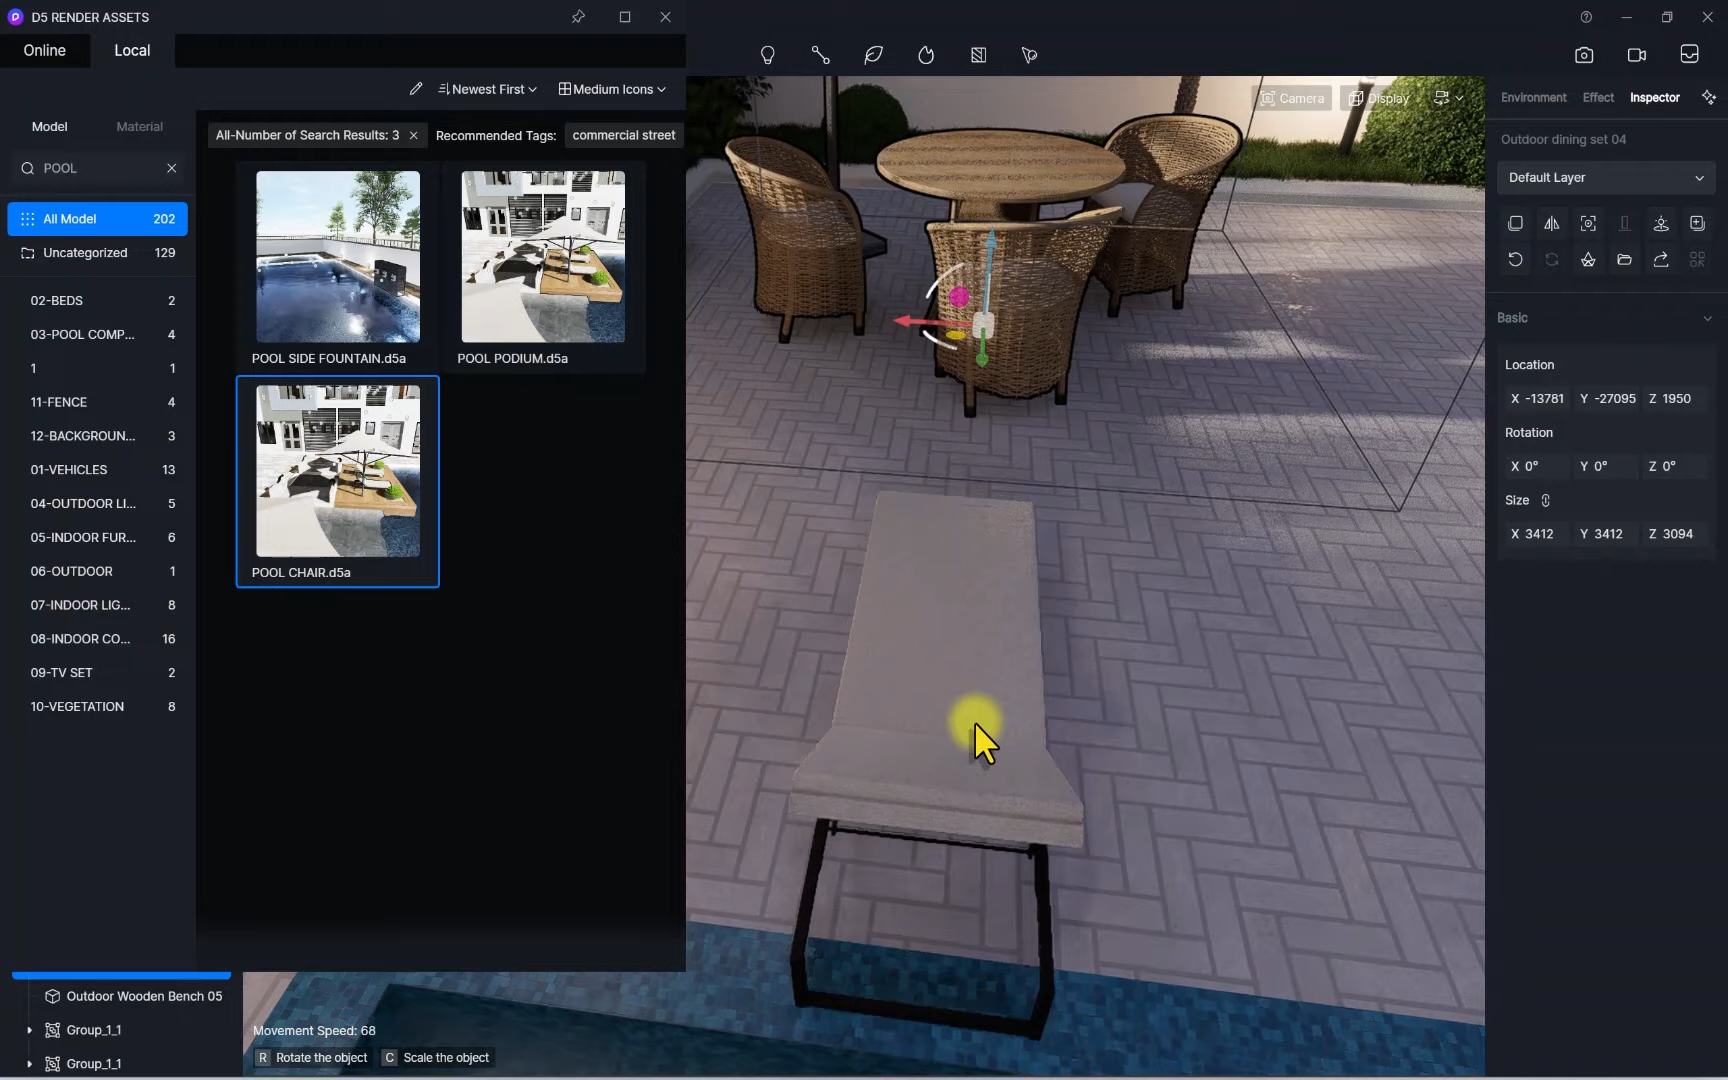 D5 RENDER ASSETS
Online
Local
Newest First
Medium Icons
Model
Material
All-Number of Search Results: 3
Recommended Tags:
commercial street
POOL
All Model 202
Uncategorized 129
02-BEDS 2
03-POOL COMP... 4
1 1
11-FENCE 4
12-BACKGROUN... 3
01-VEHICLES 13
04-OUTDOOR LI... 5
05-INDOOR FUR... 6
06-OUTDOOR 1
07-INDOOR LIG... 8
08-INDOOR CO... 16
09-TV SET 2
10-VEGETATION 8
POOL SIDE FOUNTAIN.d5a
POOL PODIUM.d5a
POOL CHAIR.d5a
Outdoor Wooden Bench 05
Group_1_1
Group_1_1
Movement Speed: 68
R Rotate the object
C Scale the object
Camera
Display
Environment
Effect
Inspector
Outdoor dining set 04
Default Layer
Basic
Location
X -13781 Y -27095 Z 1950
Rotation
X 0° Y 0° Z 0°
Size
X 3412 Y 3412 Z 3094